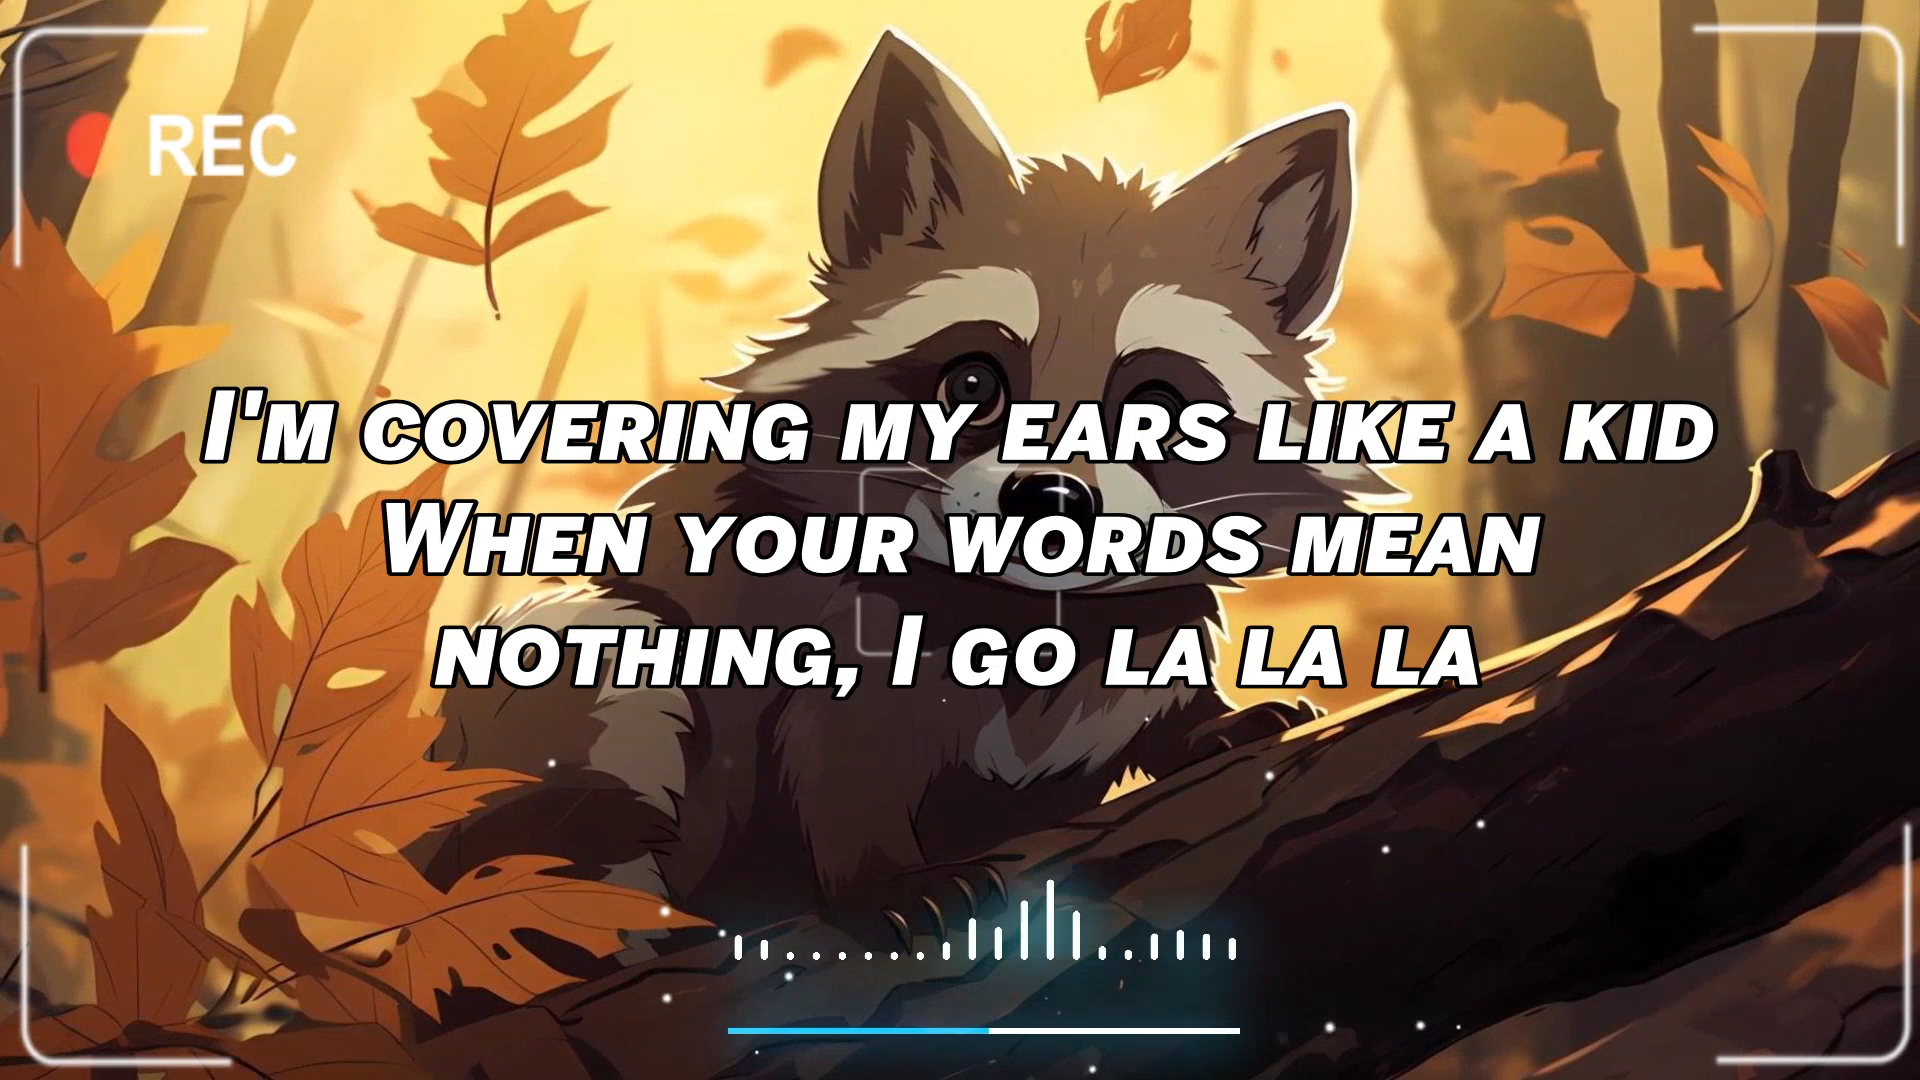 REC
I'm covering my ears like a kid
When your words mean
nothing, I go la la la